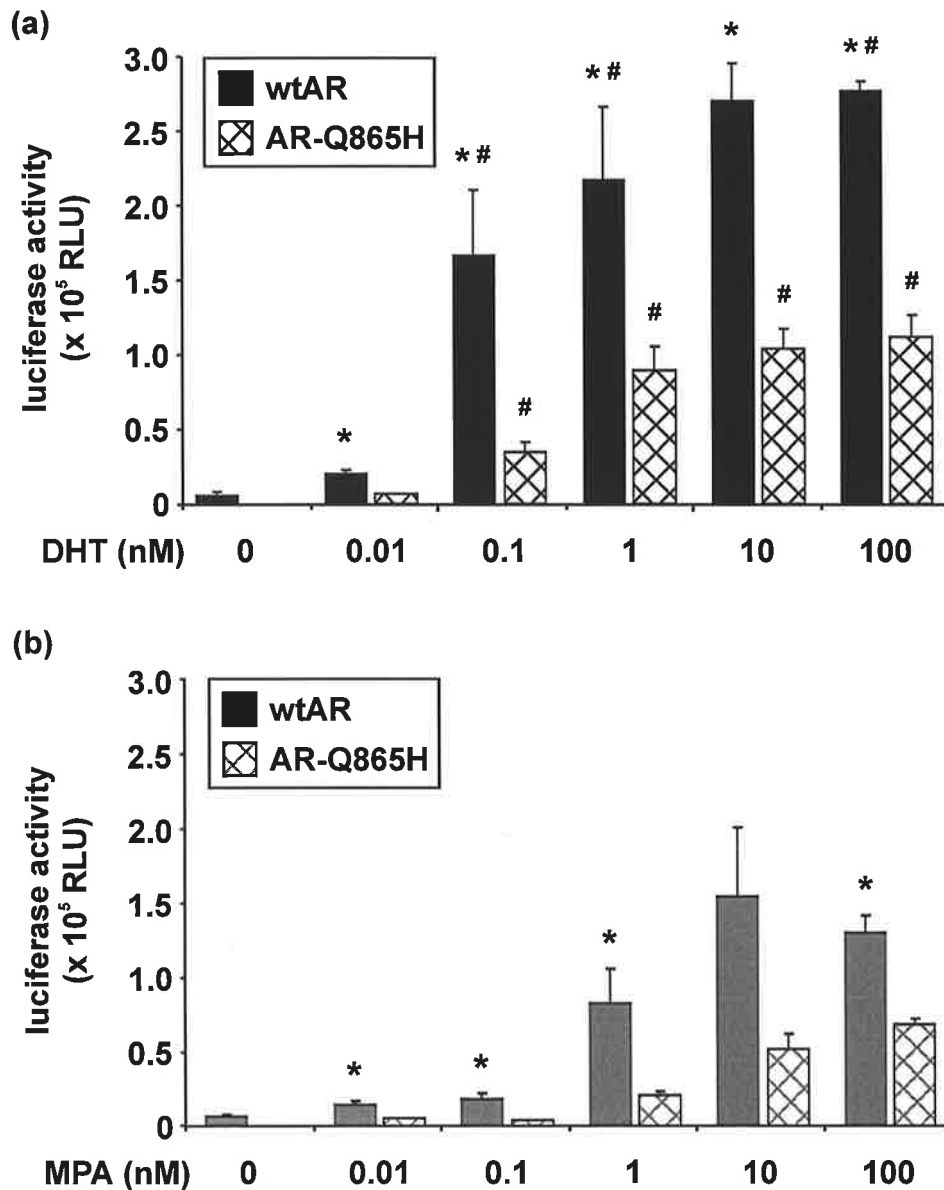 (a)
luciferase activity
(x 10⁵ RLU)
3.0
2.5
2.0
1.5
1.0
0.5
0
wtAR
AR-Q865H
*
* #
#
* #
#
*
#
* #
#
DHT (nM) 0 0.01 0.1 1 10 100
(b)
luciferase activity
(x 10⁵ RLU)
3.0
2.5
2.0
1.5
1.0
0.5
0
wtAR
AR-Q865H
*
*
*
*
MPA (nM) 0 0.01 0.1 1 10 100